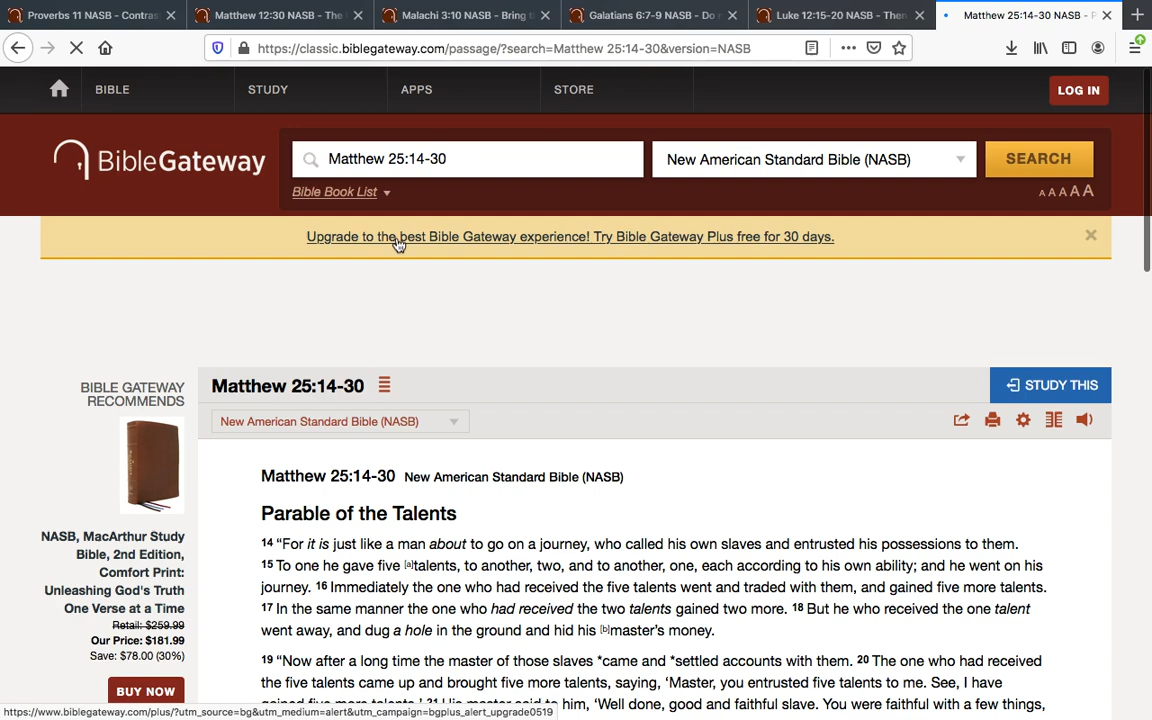 Proverbs 11 NASB - Contras
Matthew 12:30 NASB - The
Malachi 3:10 NASB - Bring t
Galatians 6:7-9 NASB - Do n
Luke 12:15-20 NASB - Then
Matthew 25:14-30 NASB - P
https://classic.biblegateway.com/passage/?search=Matthew 25:14-30&version=NASB
BIBLE
STUDY
APPS
STORE
LOG IN
BibleGateway
Matthew 25:14-30
New American Standard Bible (NASB)
SEARCH
Bible Book List
A A A A A
Upgrade to the best Bible Gateway experience! Try Bible Gateway Plus free for 30 days.
BIBLE GATEWAY
RECOMMENDS
NASB, MacArthur Study
Bible, 2nd Edition,
Comfort Print:
Unleashing God's Truth
One Verse at a Time
Retail: $259.99
Our Price: $181.99
Save: $78.00 (30%)
BUY NOW
Matthew 25:14-30
STUDY THIS
New American Standard Bible (NASB)
Matthew 25:14-30 New American Standard Bible (NASB)
Parable of the Talents
14 "For it is just like a man about to go on a journey, who called his own slaves and entrusted his possessions to them.
15 To one he gave five [a]talents, to another, two, and to another, one, each according to his own ability; and he went on his
journey. 16 Immediately the one who had received the five talents went and traded with them, and gained five more talents.
17 In the same manner the one who had received the two talents gained two more. 18 But he who received the one talent
went away, and dug a hole in the ground and hid his [b]master's money.
19 "Now after a long time the master of those slaves *came and *settled accounts with them. 20 The one who had received
the five talents came up and brought five more talents, saying, 'Master, you entrusted five talents to me. See, I have
gained five more talents.' 21 His master said to him, 'Well done, good and faithful slave. You were faithful with a few things,
https://www.biblegateway.com/plus/?utm_source=bg&utm_medium=alert&utm_campaign=bgplus_alert_upgrade0519